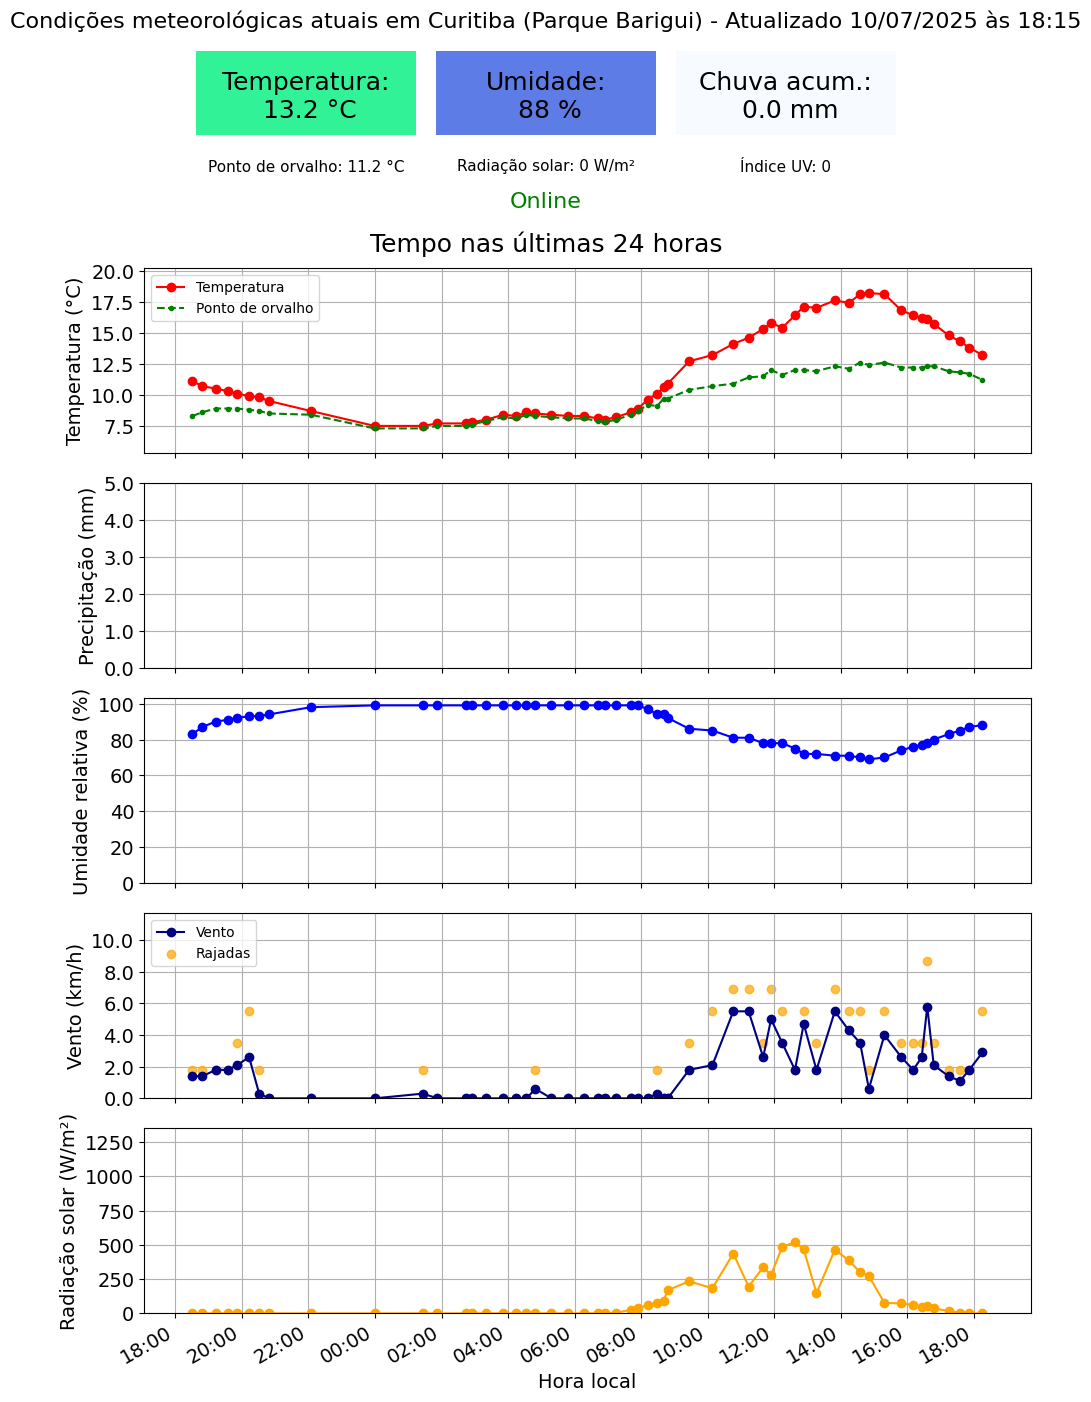 Condições meteorológicas atuais em Curitiba (Parque Barigui) - Atualizado 10/07/2025 às 18:15
Temperatura:
13.2 °C
Umidade:
88 %
Chuva acum.:
0.0 mm
Ponto de orvalho: 11.2 °C
Radiação solar: 0 W/m²
Índice UV: 0
Online
Tempo nas últimas 24 horas
Temperatura (°C)
20.0
17.5
15.0
12.5
10.0
7.5
Temperatura
Ponto de orvalho
Precipitação (mm)
5.0
4.0
3.0
2.0
1.0
0.0
Umidade relativa (%)
100
80
60
40
20
0
Vento (km/h)
10.0
8.0
6.0
4.0
2.0
0.0
Vento
Rajadas
Radiação solar (W/m²)
1250
1000
750
500
250
0
18:00
20:00
22:00
00:00
02:00
04:00
06:00
08:00
10:00
12:00
14:00
16:00
18:00
Hora local